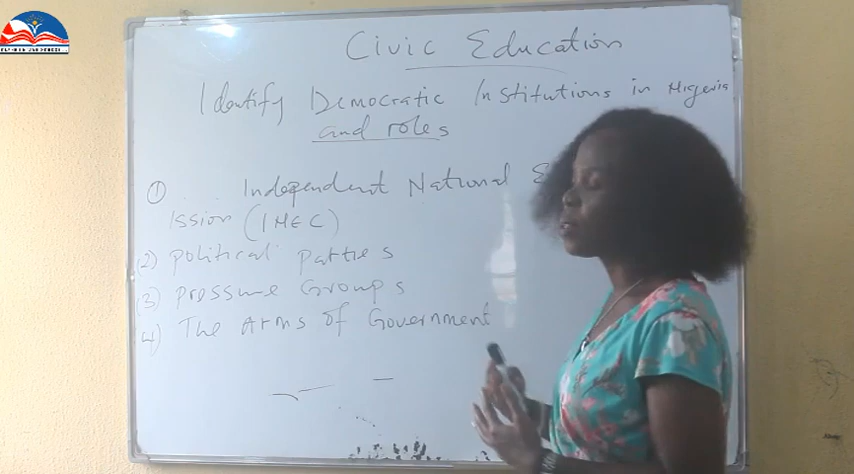 Civic Education
Identify Democratic Institutions in Nigeria
and roles
① Independent National E
ission (INEC)
(2) Political Parties
(3) Pressure Groups
(4) The Arms of Government